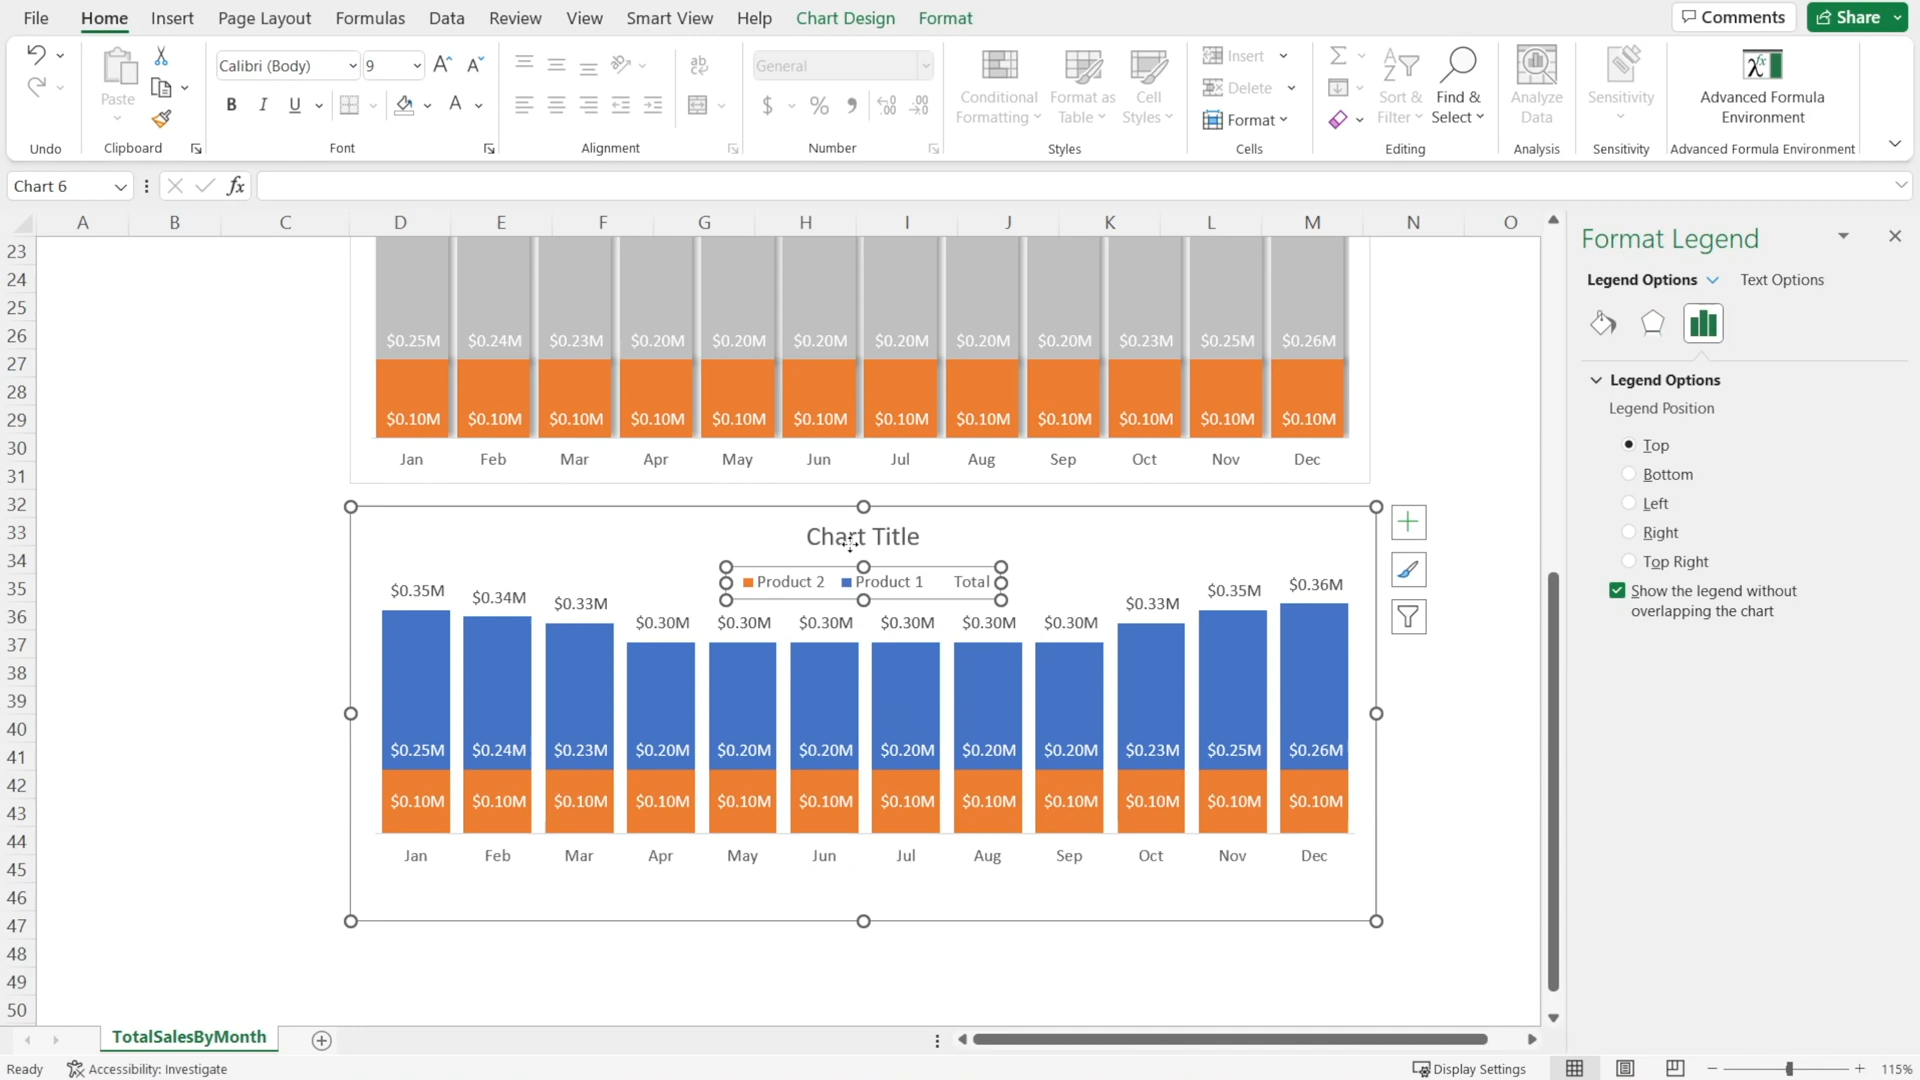 File Home Insert Page Layout Formulas Data Review View Smart View Help Chart Design Format Comments Share
Calibri (Body) 9 General
Paste
B I U A $ % 9
Conditional Formatting
Format as Table
Cell Styles
Insert
Delete
Format
Sort & Filter
Find & Select
Analyze Data
Sensitivity
Advanced Formula Environment
Undo Clipboard Font Alignment Number Styles Cells Editing Analysis Sensitivity Advanced Formula Environment
Chart 6 fx
A B C D E F G H I J K L M N O
23
24
25
26
27
28
29
30
31
32
33
34
35
36
37
38
39
40
41
42
43
44
45
46
47
48
49
50
$0.25M $0.24M $0.23M $0.20M $0.20M $0.20M $0.20M $0.20M $0.20M $0.23M $0.25M $0.26M
$0.10M $0.10M $0.10M $0.10M $0.10M $0.10M $0.10M $0.10M $0.10M $0.10M $0.10M $0.10M
Jan Feb Mar Apr May Jun Jul Aug Sep Oct Nov Dec
Chart Title
Product 2 Product 1 Total
$0.35M $0.34M $0.33M $0.30M $0.30M $0.30M $0.30M $0.30M $0.30M $0.33M $0.35M $0.36M
$0.25M $0.24M $0.23M $0.20M $0.20M $0.20M $0.20M $0.20M $0.20M $0.23M $0.25M $0.26M
$0.10M $0.10M $0.10M $0.10M $0.10M $0.10M $0.10M $0.10M $0.10M $0.10M $0.10M $0.10M
Jan Feb Mar Apr May Jun Jul Aug Sep Oct Nov Dec
Format Legend
Legend Options Text Options
Legend Options
Legend Position
Top
Bottom
Left
Right
Top Right
Show the legend without
overlapping the chart
TotalSalesByMonth
Ready Accessibility: Investigate Display Settings 115%